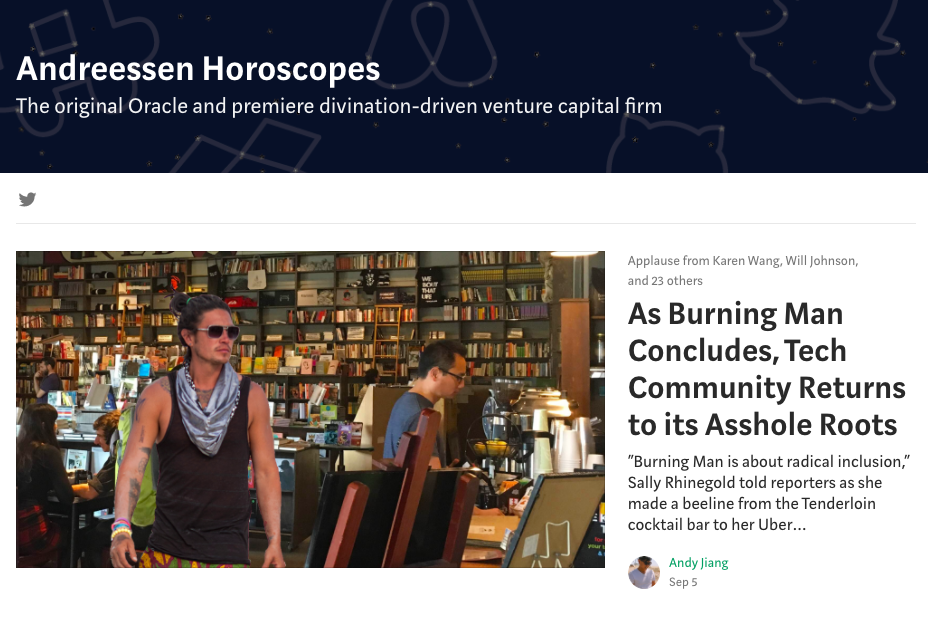 Andreessen Horoscopes
The original Oracle and premiere divination-driven venture capital firm
Applause from Karen Wang, Will Johnson,
and 23 others
As Burning Man
Concludes, Tech
Community Returns
to its Asshole Roots
”Burning Man is about radical inclusion,”
Sally Rhinegold told reporters as she
made a beeline from the Tenderloin
cocktail bar to her Uber…
Andy Jiang
Sep 5